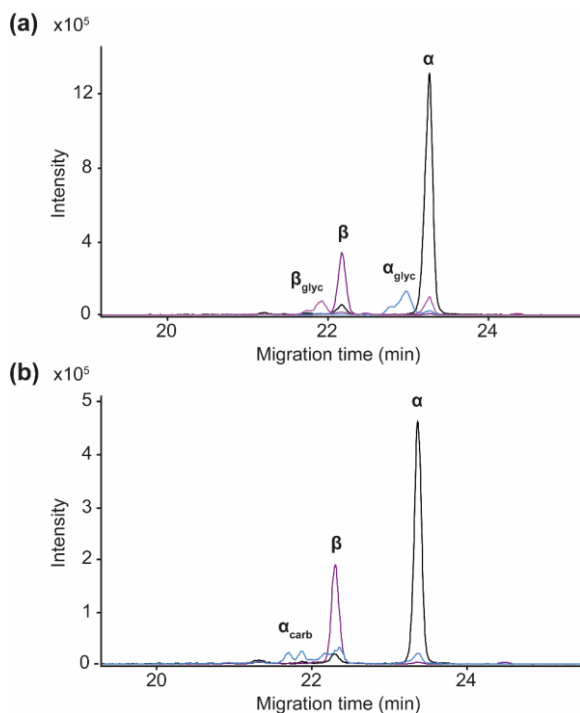 (a)
x10⁵
α
12
8
β
αglyc
βglyc
4
0
20 22 24
Intensity
Migration time (min)
(b)
x10⁵
5
α
4
3
β
2
1
αcarb
0
20 22 24
Intensity
Migration time (min)